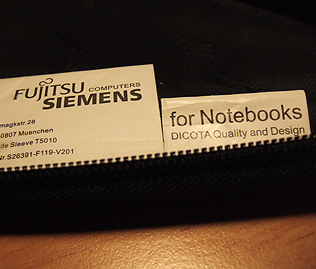 FUJITSU COMPUTERS
SIEMENS
magkstr.28
0807 Muenchen
de Sleeve T5010
Nr.S26391-F119-V201
for Notebooks
DICOTA Quality and Design